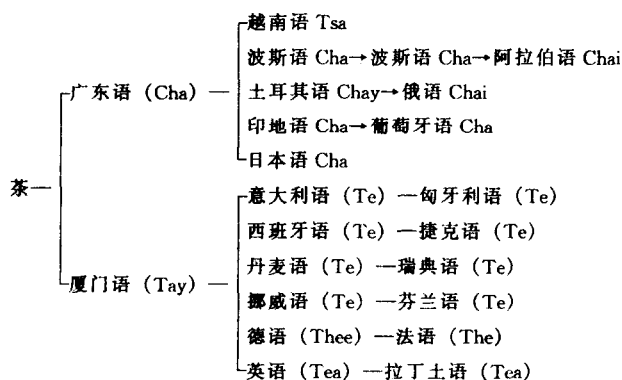 越南语 Tsa
波斯语 Cha→波斯语 Cha→阿拉伯语 Chai
广东语（Cha）
土耳其语 Chay→俄语 Chai
印地语 Cha→葡萄牙语 Cha
日本语 Cha
茶
意大利语（Te）—匈牙利语（Te）
西班牙语（Te）—捷克语（Te）
丹麦语（Te）—瑞典语（Te）
厦门语（Tay）
挪威语（Te）—芬兰语（Te）
德语（Thee）—法语（The）
英语（Tea）—拉丁土语（Tea）